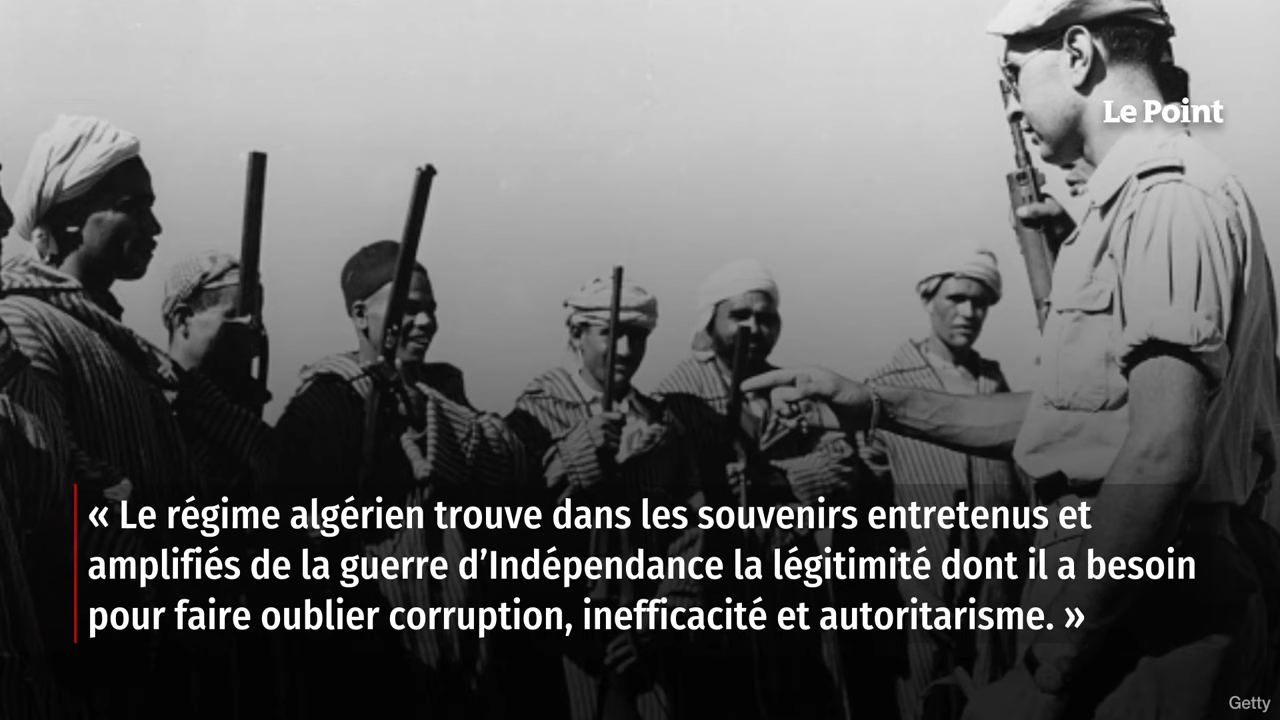 Le Point
« Le régime algérien trouve dans les souvenirs entretenus et
amplifiés de la guerre d’Indépendance la légitimité dont il a besoin
pour faire oublier corruption, inefficacité et autoritarisme. »
Getty